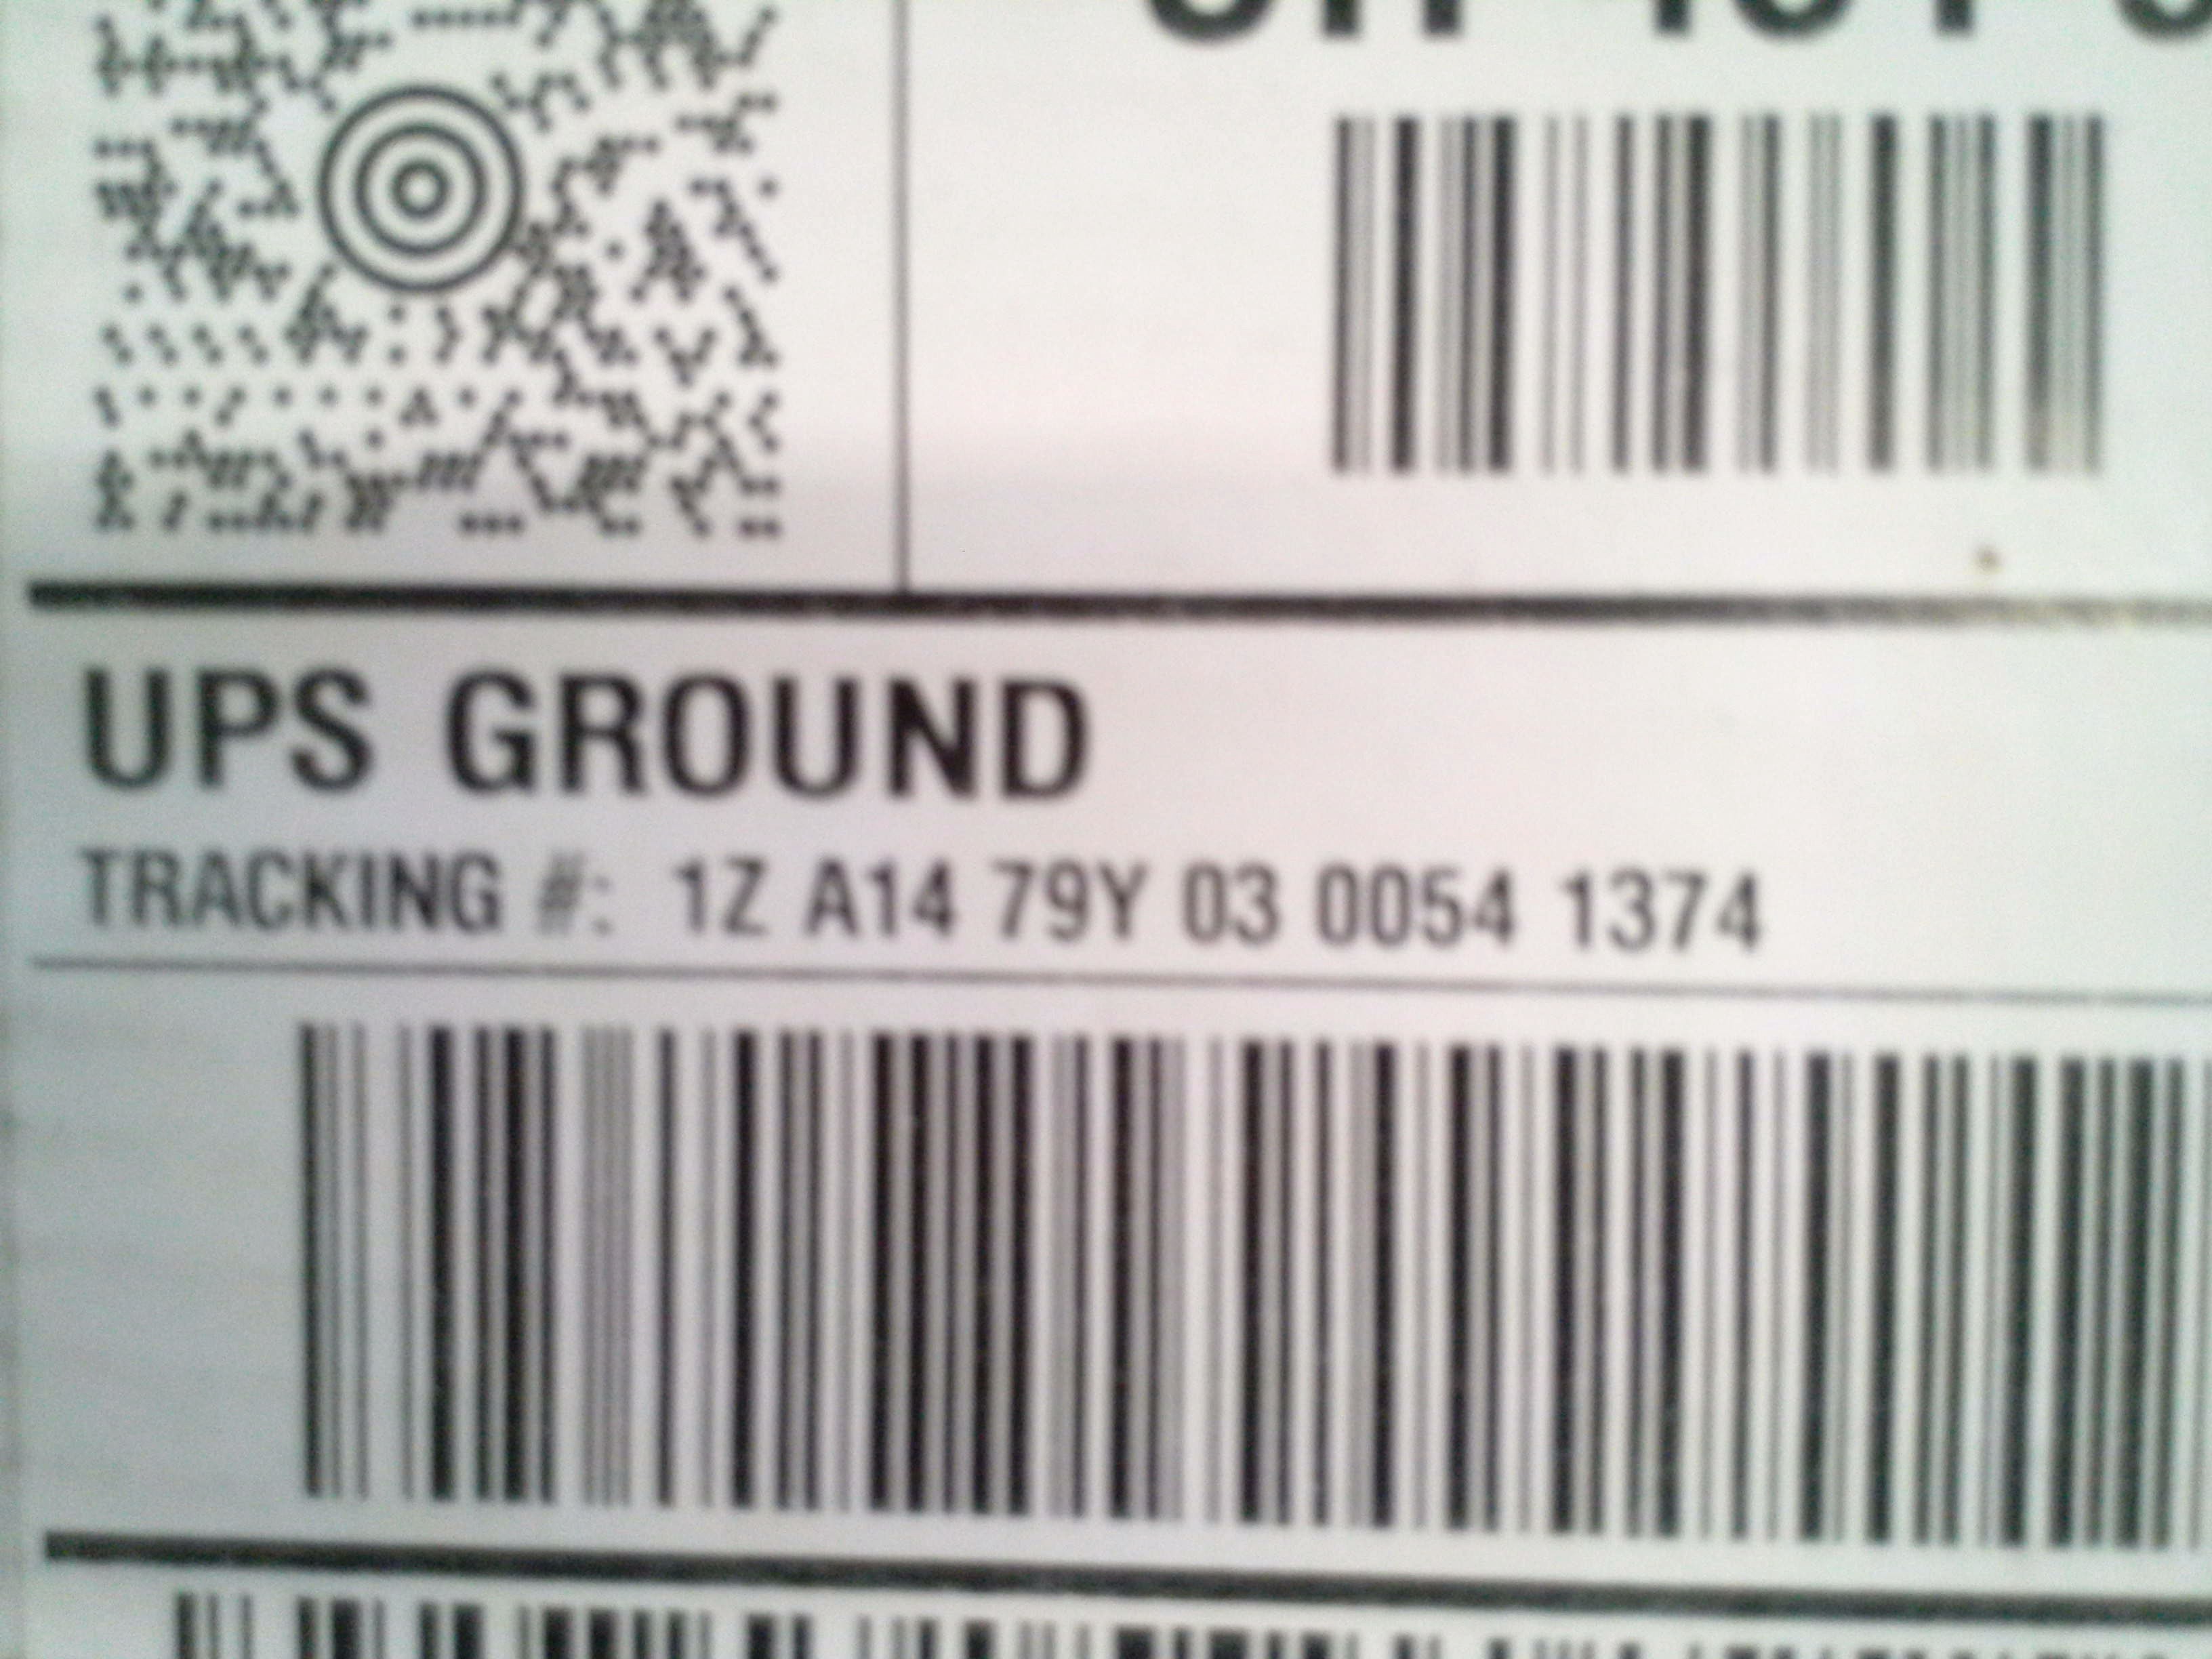 UPS GROUND
TRACKING #: 1Z A14 79Y 03 0054 1374